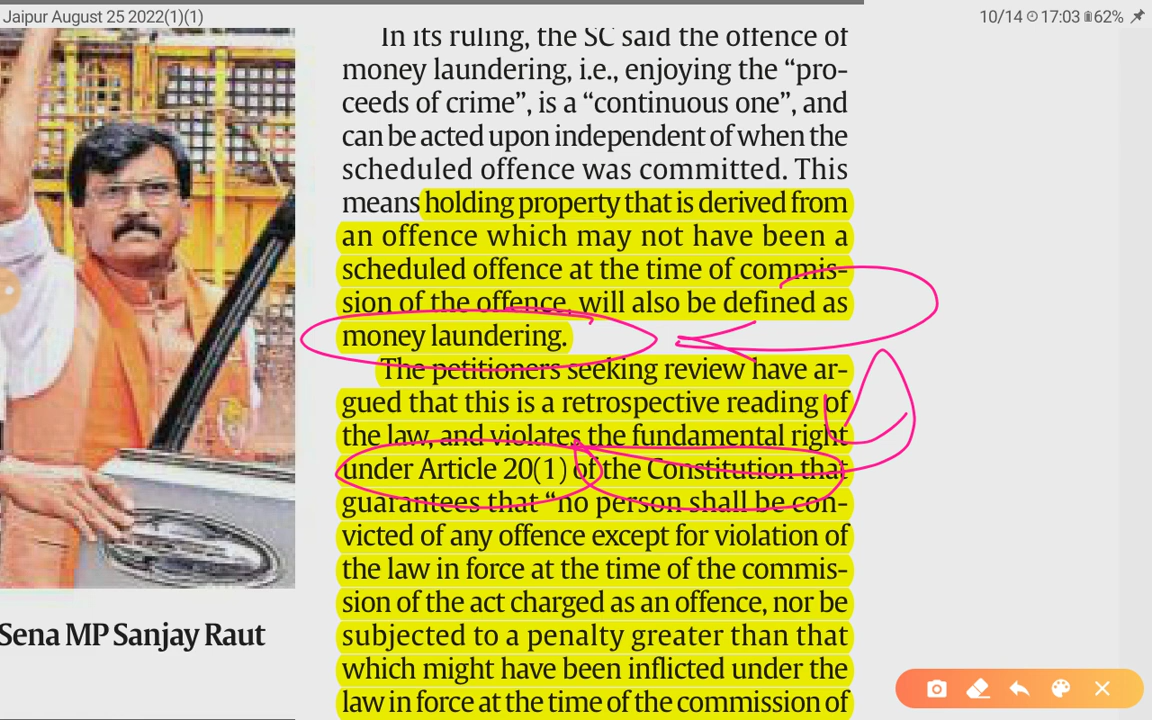 Jaipur August 25 2022(1)(1)
10/14 17:03 62%
In its ruling, the SC said the offence of
money laundering, i.e., enjoying the “pro-
ceeds of crime”, is a “continuous one”, and
can be acted upon independent of when the
scheduled offence was committed. This
means holding property that is derived from
an offence which may not have been a
scheduled offence at the time of commis-
sion of the offence, will also be defined as
money laundering.
The petitioners seeking review have ar-
gued that this is a retrospective reading of
the law, and violates the fundamental right
under Article 20(1) of the Constitution that
guarantees that “no person shall be con-
victed of any offence except for violation of
the law in force at the time of the commis-
sion of the act charged as an offence, nor be
subjected to a penalty greater than that
which might have been inflicted under the
law in force at the time of the commission of
Sena MP Sanjay Raut